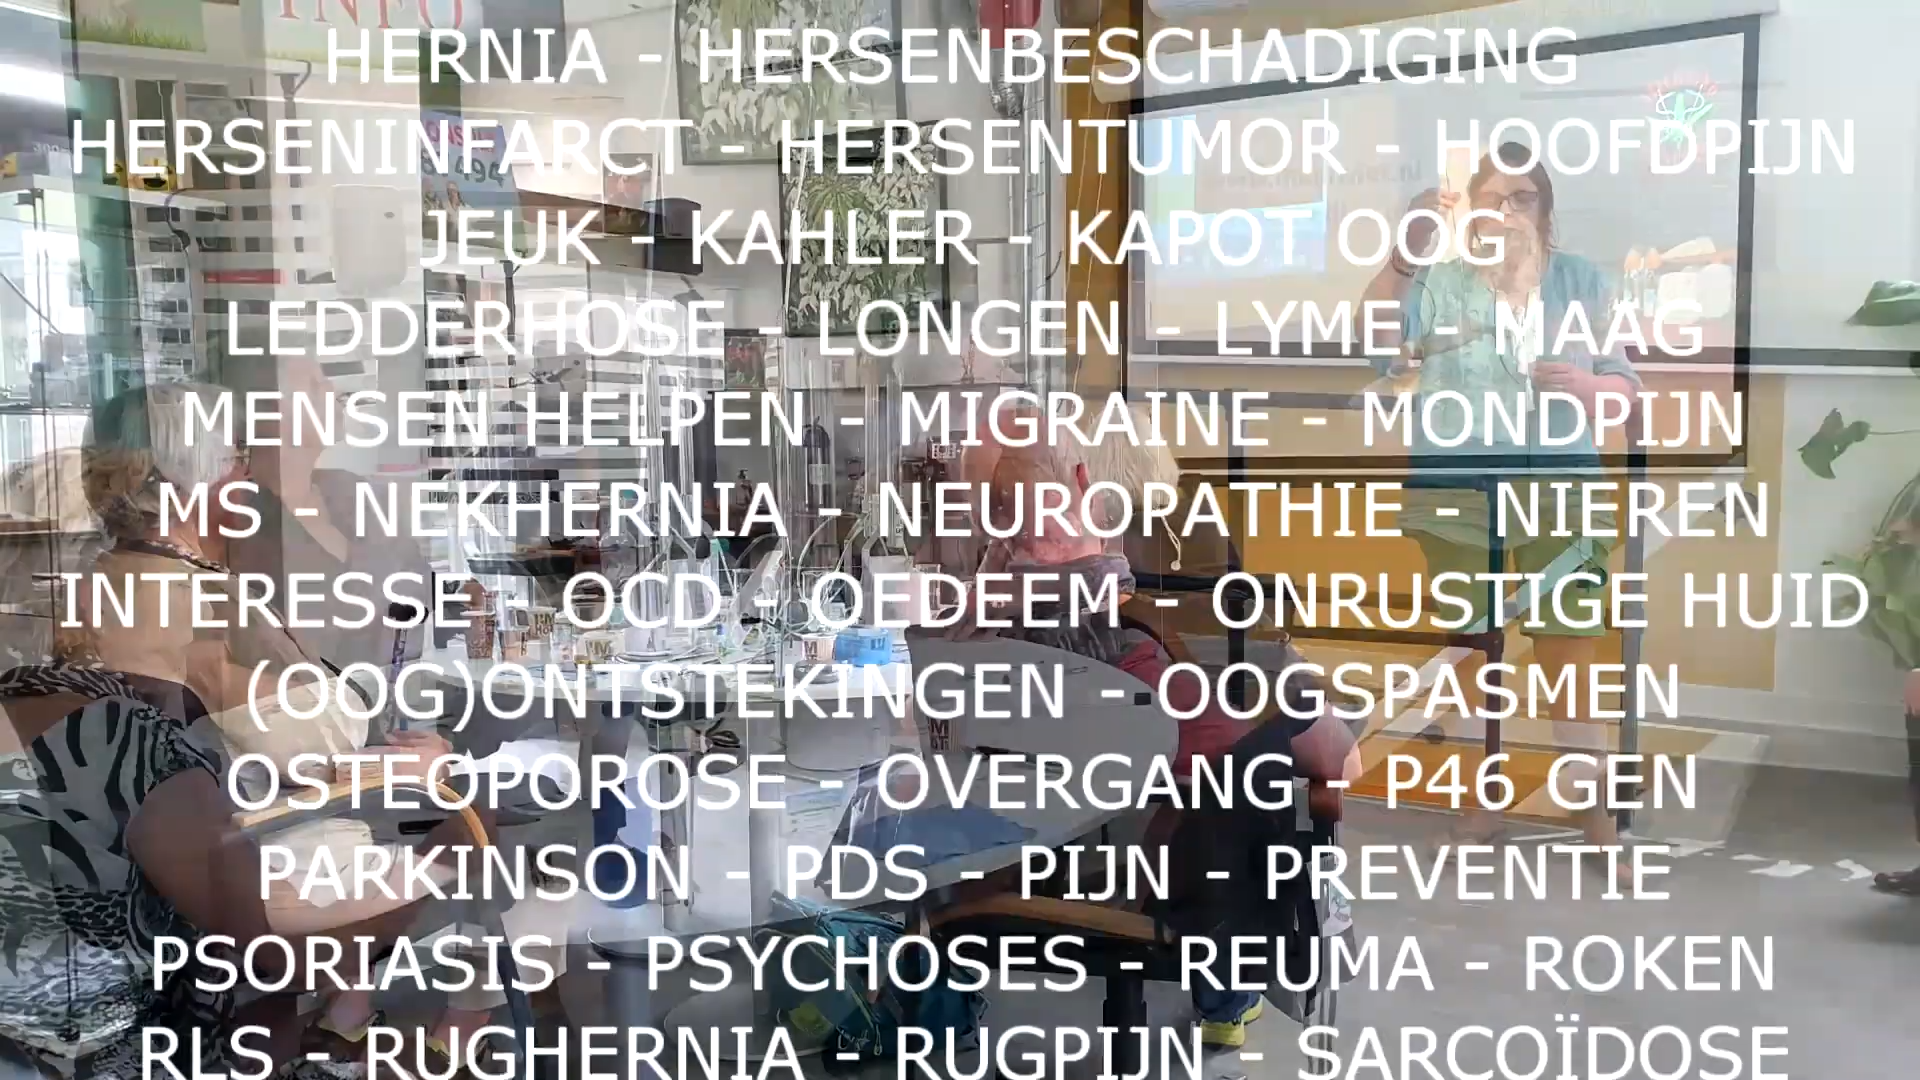 INFO
HERNIA - HERSENBESCHADIGING
HERSENINFARCT - HERSENTUMOR - HOOFDPIJN
JEUK - KAHLER - KAPOT OOG
LEDDERHOSE - LONGEN - LYME - MAAG
MENSEN HELPEN - MIGRAINE - MONDPIJN
MS - NEKHERNIA - NEUROPATHIE - NIEREN
INTERESSE - OCD - OEDEEM - ONRUSTIGE HUID
(OOG)ONTSTEKINGEN - OOGSPASMEN
OSTEOPOROSE - OVERGANG - P46 GEN
PARKINSON - PDS - PIJN - PREVENTIE
PSORIASIS - PSYCHOSES - REUMA - ROKEN
RLS - RUGHERNIA - RUGPIJN - SARCOÏDOSE